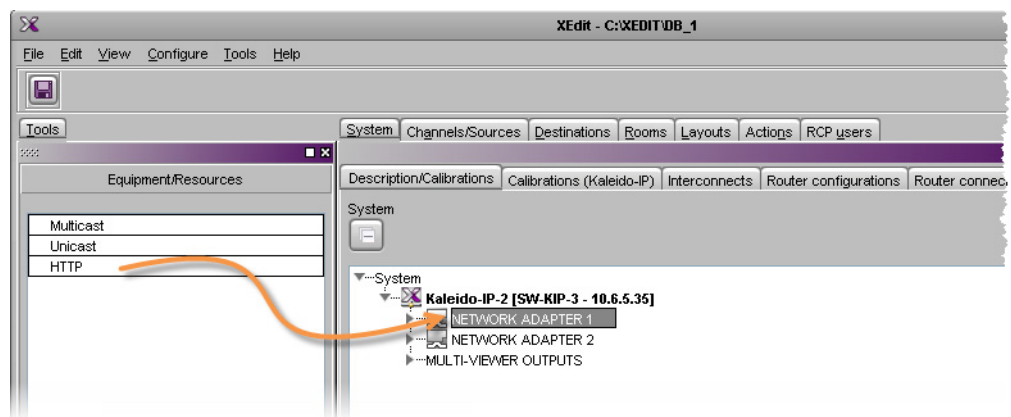 XEdit - C:\XEDIT\DB_1
File Edit View Configure Tools Help
Tools
System Channels/Sources Destinations Rooms Layouts Actions RCP users
Equipment/Resources
Description/Calibrations Calibrations (Kaleido-IP) Interconnects Router configurations Router connec
System
Multicast
Unicast
HTTP
System
Kaleido-IP-2 [SW-KIP-3 - 10.6.5.35]
NETWORK ADAPTER 1
NETWORK ADAPTER 2
MULTI-VIEWER OUTPUTS